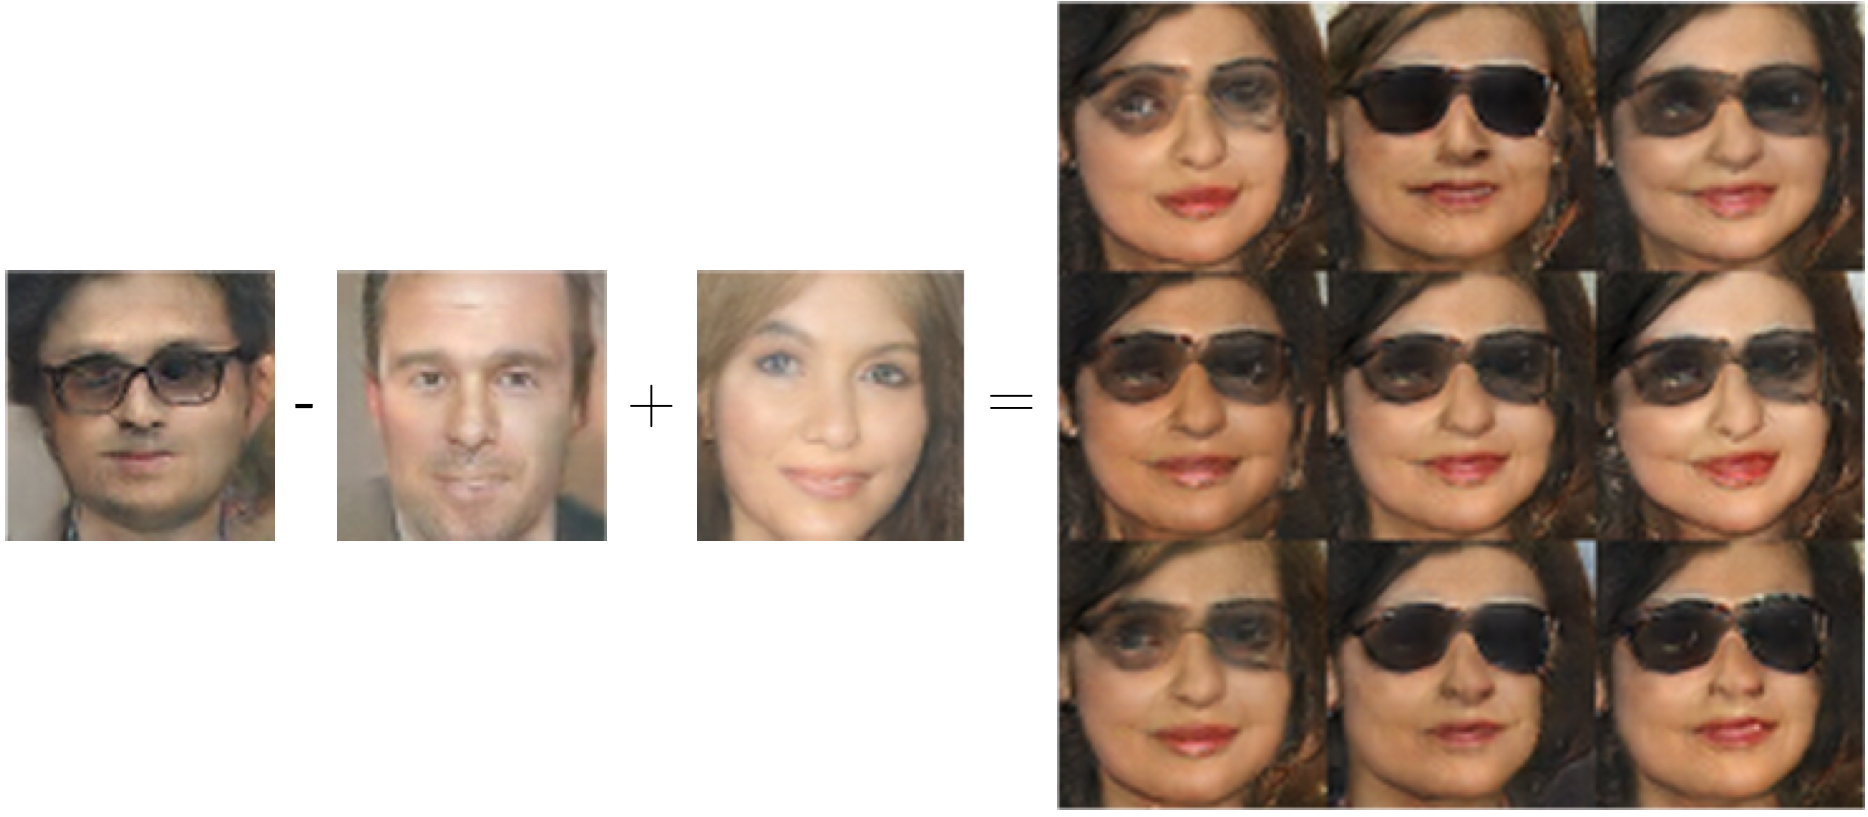 - + =